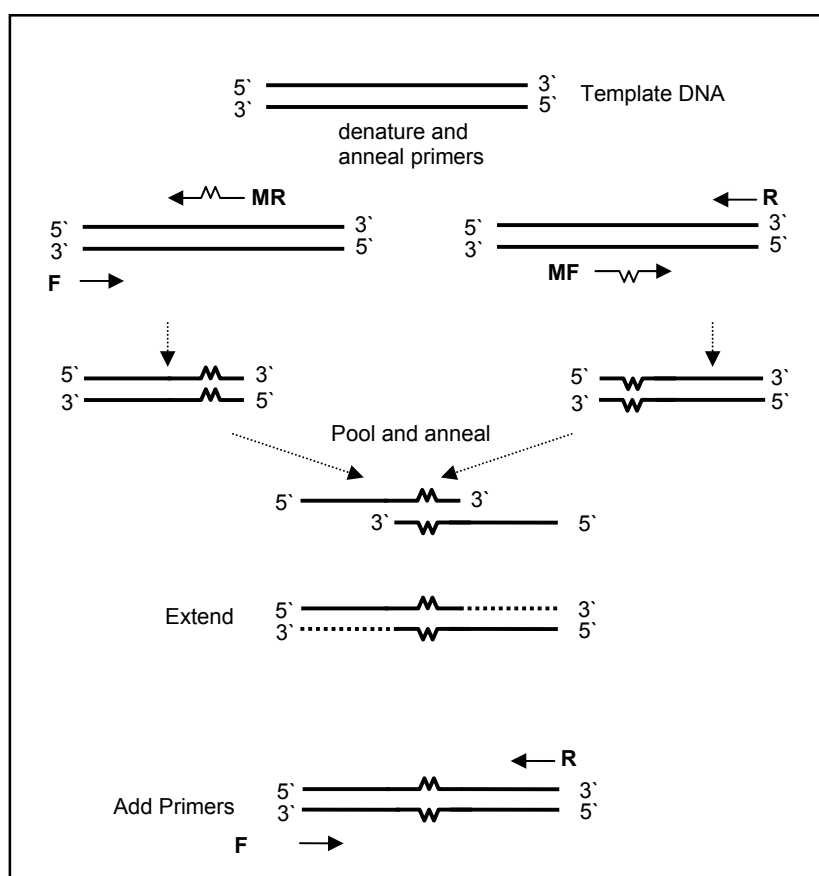 5` 3` Template DNA
3` 5`
denature and
anneal primers
MR R
5` 3` 5` 3`
3` 5` 3` 5`
F MF
5` 3` 5` 3`
3` 5` 3` 5`
Pool and anneal
5` 3`
3` 5`
Extend
5` 3`
3` 5`
R
5` 3`
Add Primers
3` 5`
F